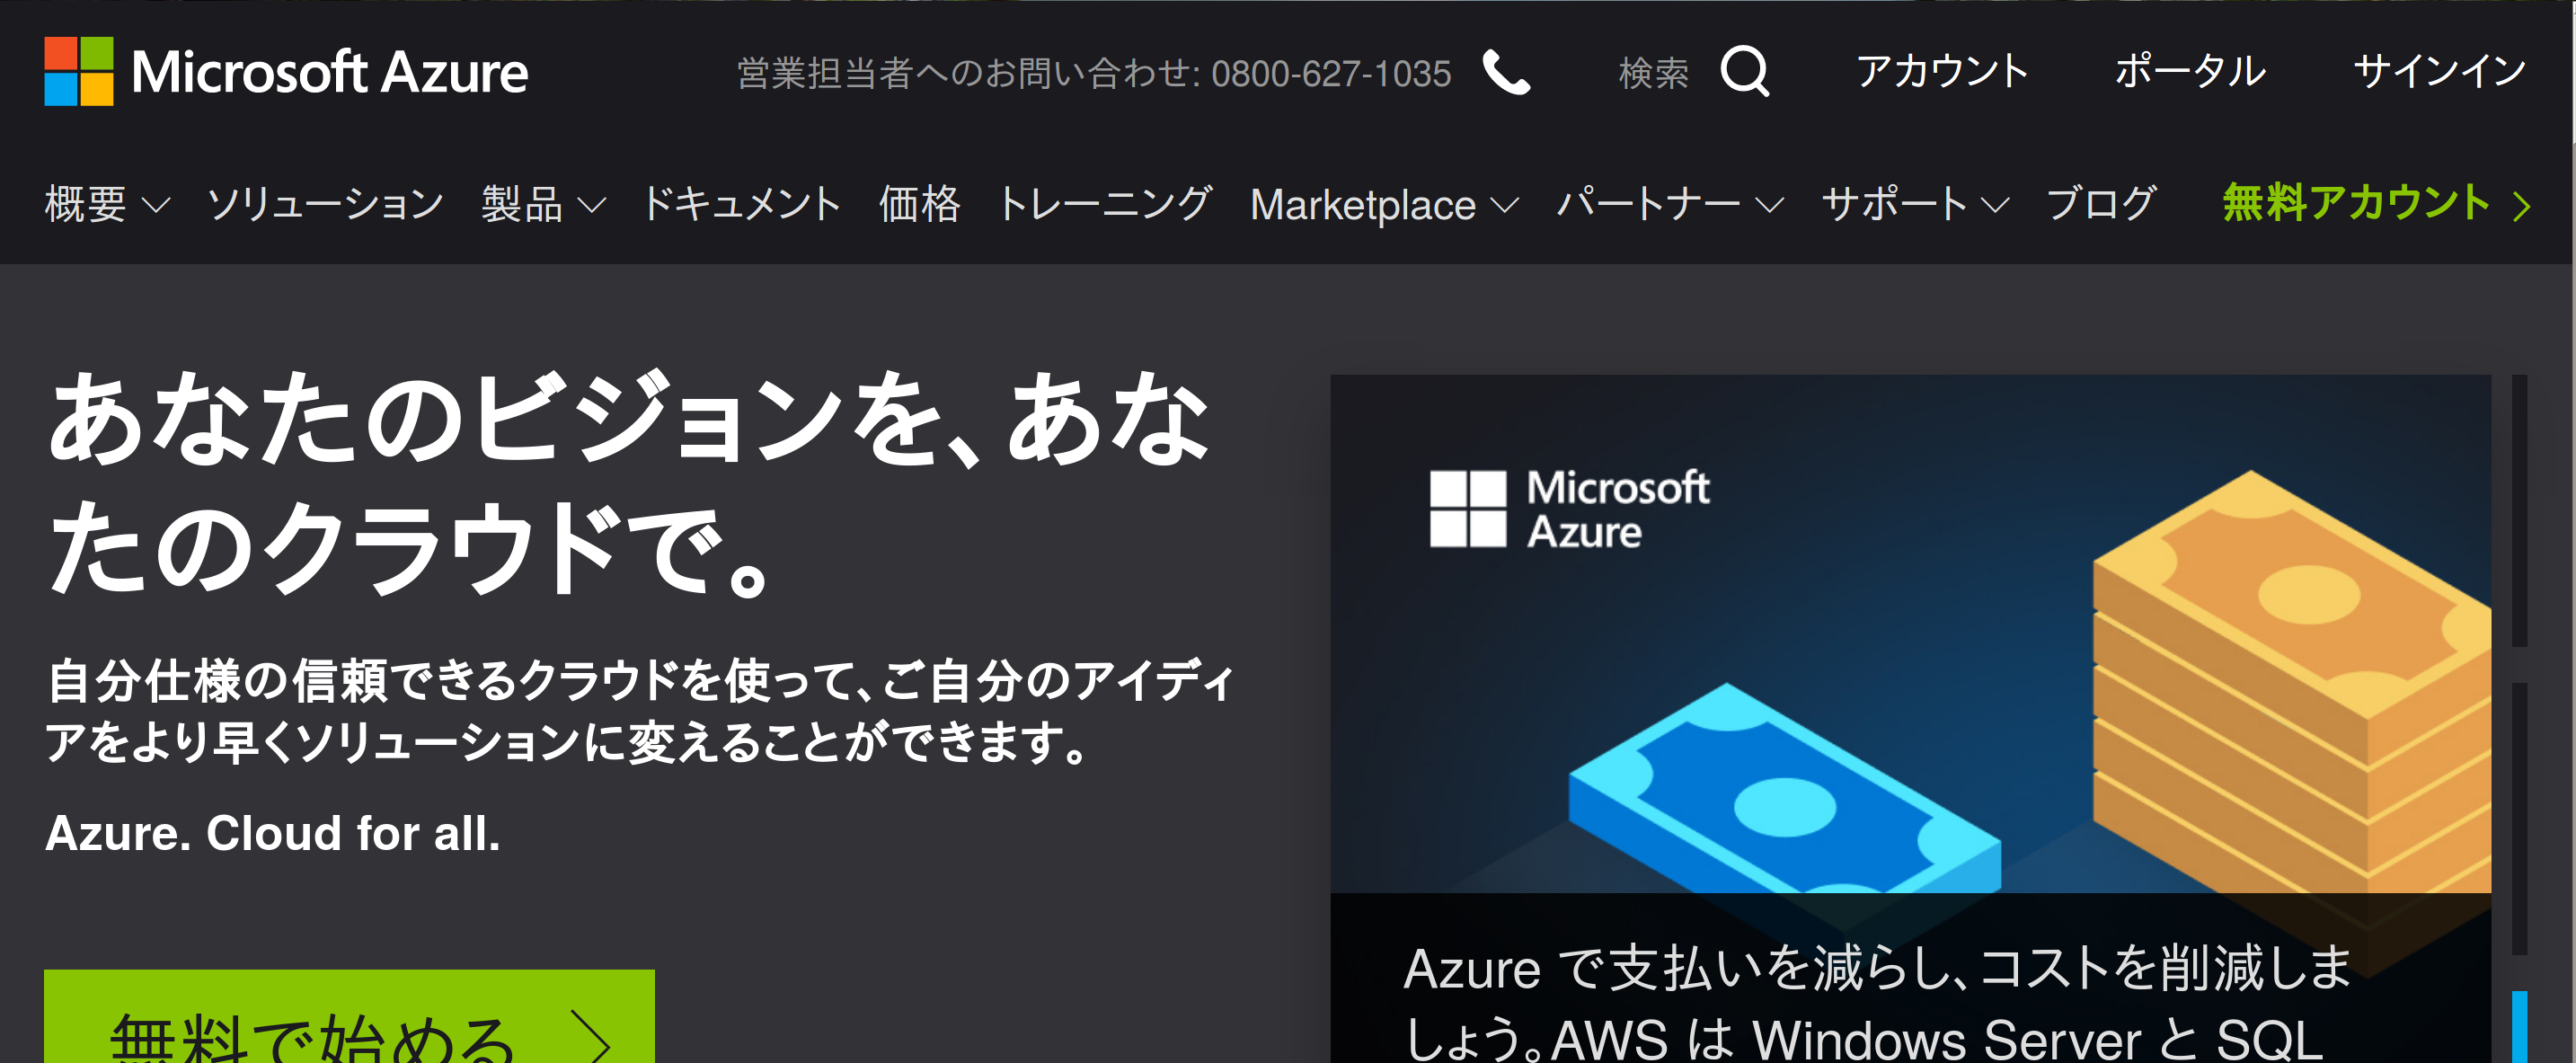 Microsoft Azure
営業担当者へのお問い合わせ: 0800-627-1035
検索
アカウント
ポータル
サインイン
概要
ソリューション
製品
ドキュメント
価格
トレーニング
Marketplace
パートナー
サポート
ブログ
無料アカウント
あなたのビジョンを、あな
たのクラウドで。
自分仕様の信頼できるクラウドを使って、ご自分のアイディ
アをより早くソリューションに変えることができます。
Azure. Cloud for all.
無料で始める
Microsoft
Azure
Azure で支払いを減らし、コストを削減しま
しょう。AWS は Windows Server と SQL